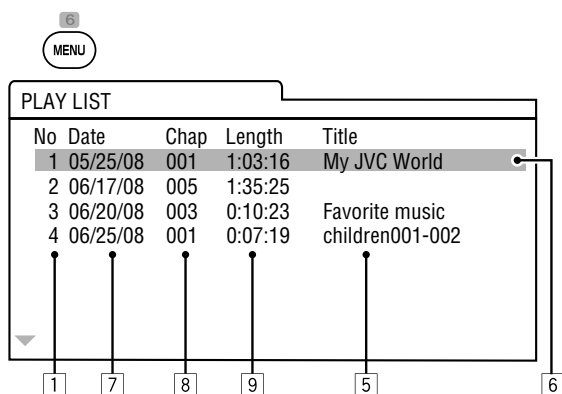 6
MENU
PLAY LIST
No Date Chap Length Title
1 05/25/08 001 1:03:16 My JVC World
2 06/17/08 005 1:35:25
3 06/20/08 003 0:10:23 Favorite music
4 06/25/08 001 0:07:19 children001-002
1 7 8 9 5 6